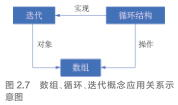 迭代
实现
循环结构
对象
操作
数组
图 2.7 数组、循环、迭代概念应用关系示
意图